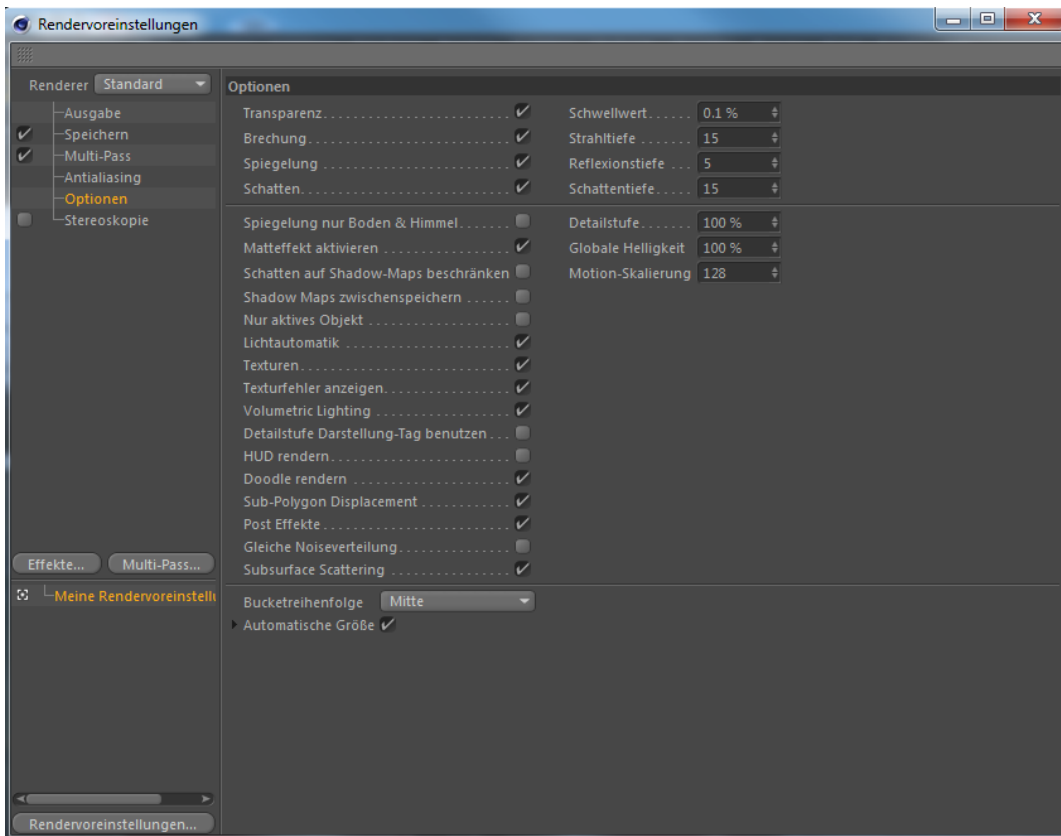 Rendervoreinstellungen
Renderer Standard
Ausgabe
Speichern
Multi-Pass
Antialiasing
Optionen
Stereoskopie
Effekte... Multi-Pass...
Meine Rendervoreinstellu
Rendervoreinstellungen...
Optionen
Transparenz Schwellwert 0.1 %
Brechung Strahltiefe 15
Spiegelung Reflexionstiefe 5
Schatten Schattentiefe 15
Spiegelung nur Boden & Himmel Detailstufe 100 %
Matteffekt aktivieren Globale Helligkeit 100 %
Schatten auf Shadow-Maps beschränken Motion-Skalierung 128
Shadow Maps zwischenspeichern
Nur aktives Objekt
Lichtautomatik
Texturen
Texturfehler anzeigen
Volumetric Lighting
Detailstufe Darstellung-Tag benutzen
HUD rendern
Doodle rendern
Sub-Polygon Displacement
Post Effekte
Gleiche Noiseverteilung
Subsurface Scattering
Bucketreihenfolge Mitte
Automatische Größe